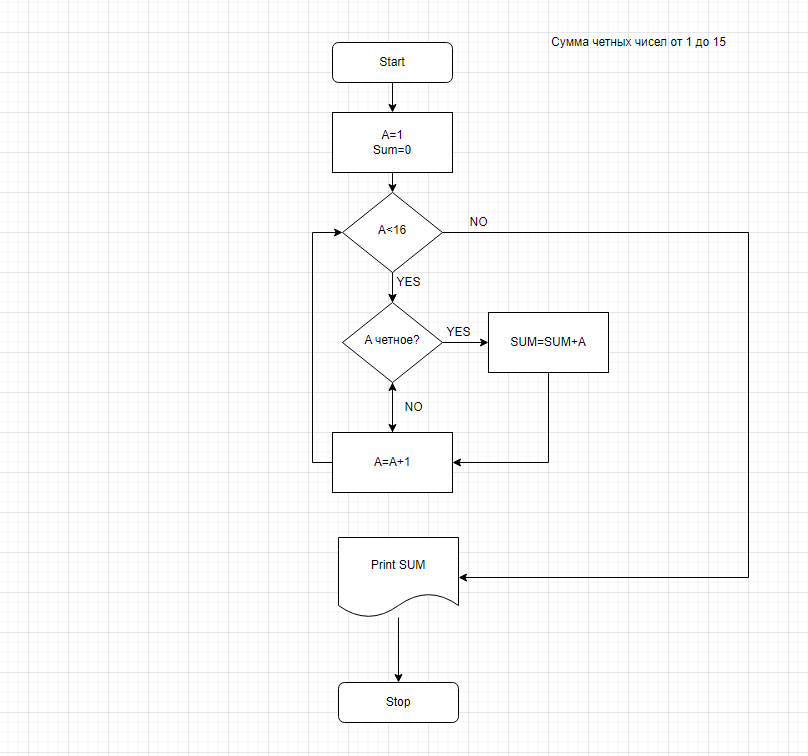 Сумма четных чисел от 1 до 15
Start
A=1
Sum=0
A<16
NO
YES
А четное?
YES
SUM=SUM+A
NO
A=A+1
Print SUM
Stop